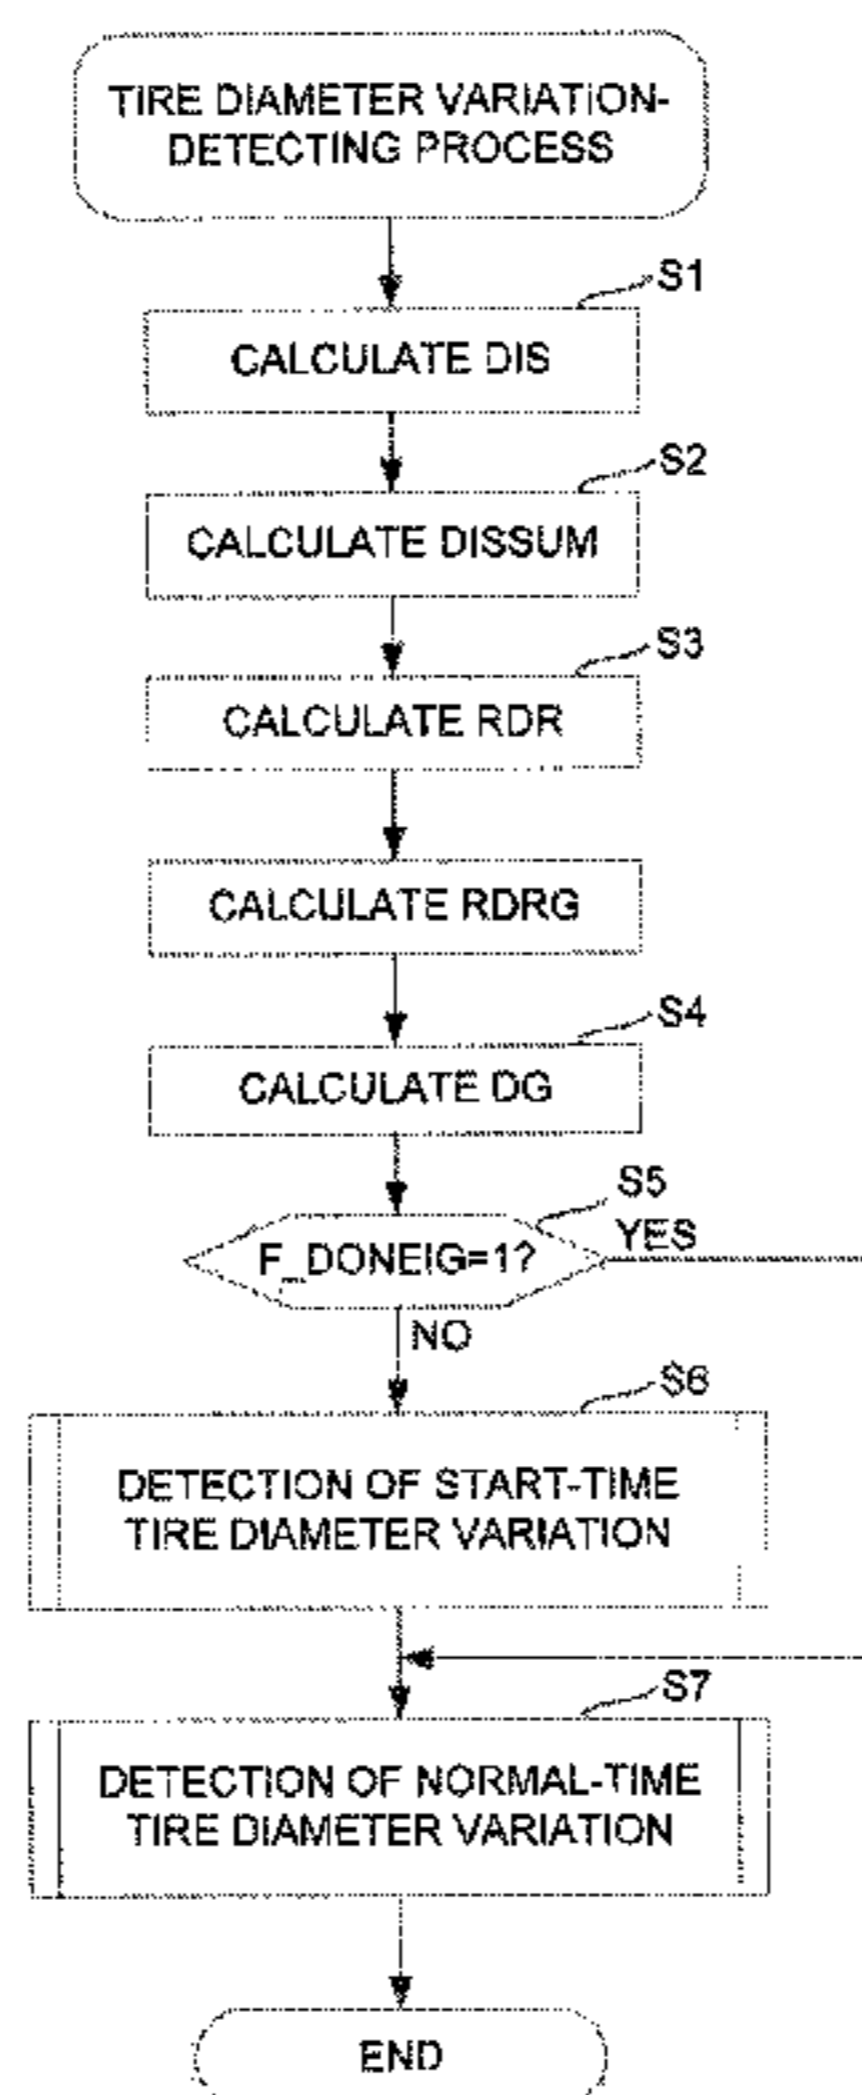 TIRE DIAMETER VARIATION-
DETECTING PROCESS
S1
CALCULATE DIS
S2
CALCULATE DISSUM
S3
CALCULATE RDR
CALCULATE RDRG
S4
CALCULATE DG
S5
F_DONEIG=1?
YES
NO
S6
DETECTION OF START-TIME
TIRE DIAMETER VARIATION
S7
DETECTION OF NORMAL-TIME
TIRE DIAMETER VARIATION
END